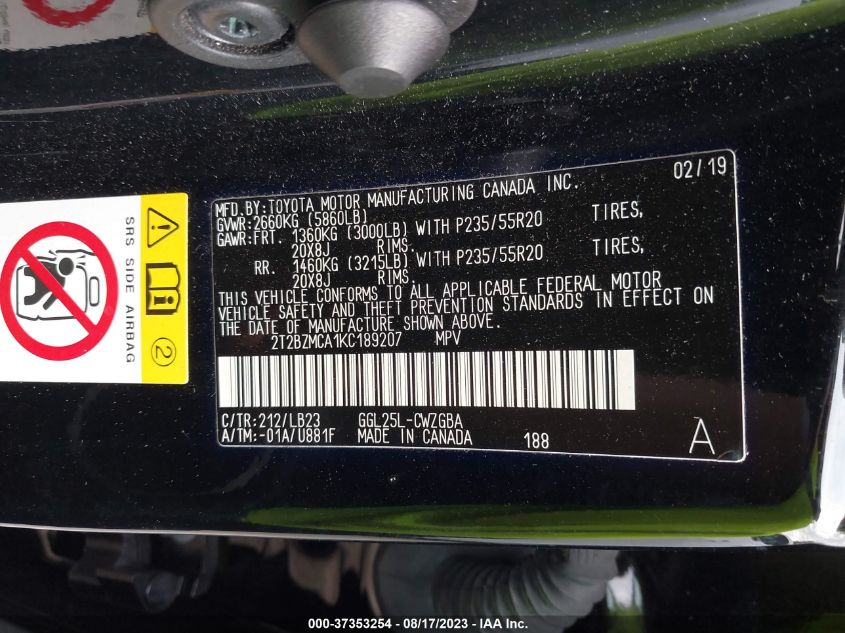 MFD.BY:TOYOTA MOTOR MANUFACTURING CANADA INC. 02/19
GVWR:2660KG (5860LB)
GAWR:FRT. 1360KG (3000LB) WITH P235/55R20 TIRES,
20X8J RIMS.
RR. 1460KG (3215LB) WITH P235/55R20 TIRES,
20X8J RIMS.
THIS VEHICLE CONFORMS TO ALL APPLICABLE FEDERAL MOTOR
VEHICLE SAFETY AND THEFT PREVENTION STANDARDS IN EFFECT ON
THE DATE OF MANUFACTURE SHOWN ABOVE.
2T2BZMCA1KC189207 MPV
C/TR:212/LB23 GGL25L-CWZGBA
A/TM:-01A/U881F MADE IN CANADA 188 A
SRS SIDE AIRBAG
2
000-37353254 - 08/17/2023 - IAA Inc.